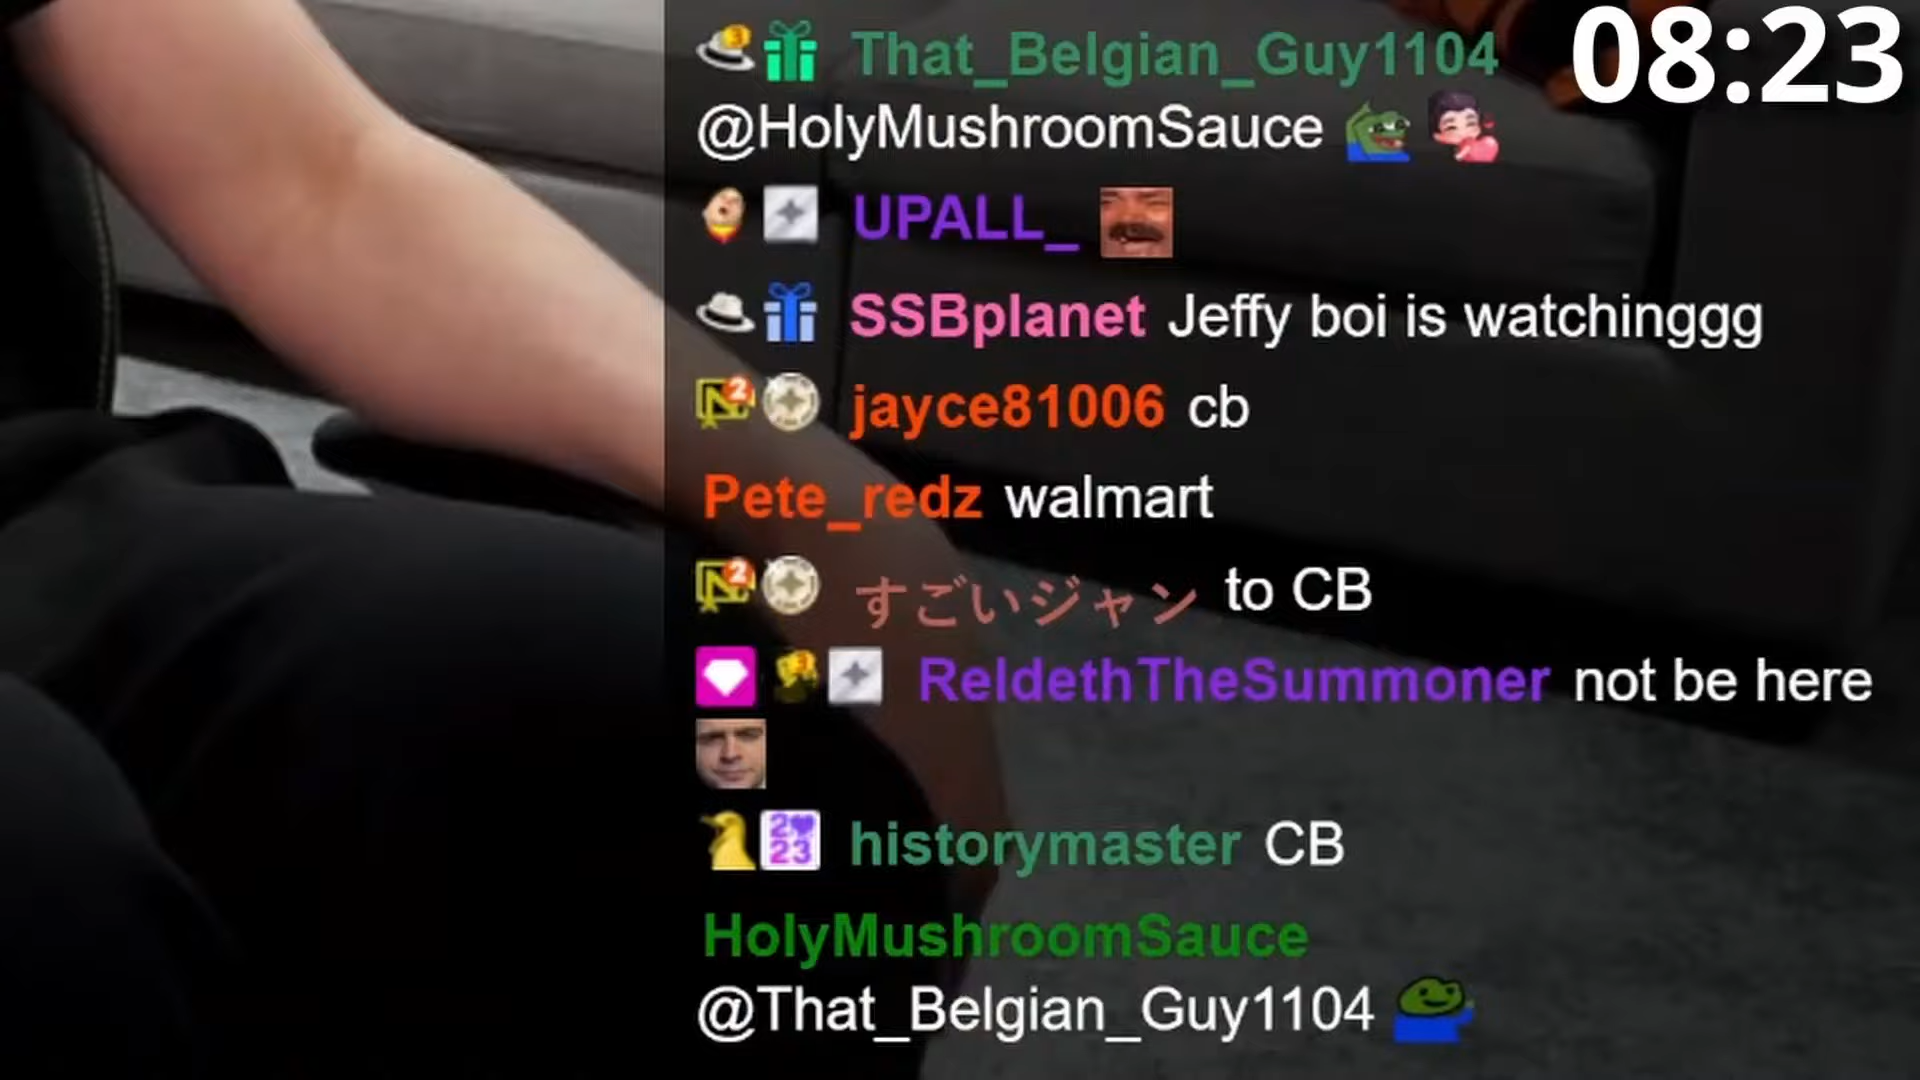 That_Belgian_Guy1104
@HolyMushroomSauce
UPALL_
SSBplanet Jeffy boi is watchinggg
jayce81006 cb
Pete_redz walmart
すごいジャン to CB
ReldethTheSummoner not be here
historymaster CB
HolyMushroomSauce
@That_Belgian_Guy1104
08:23